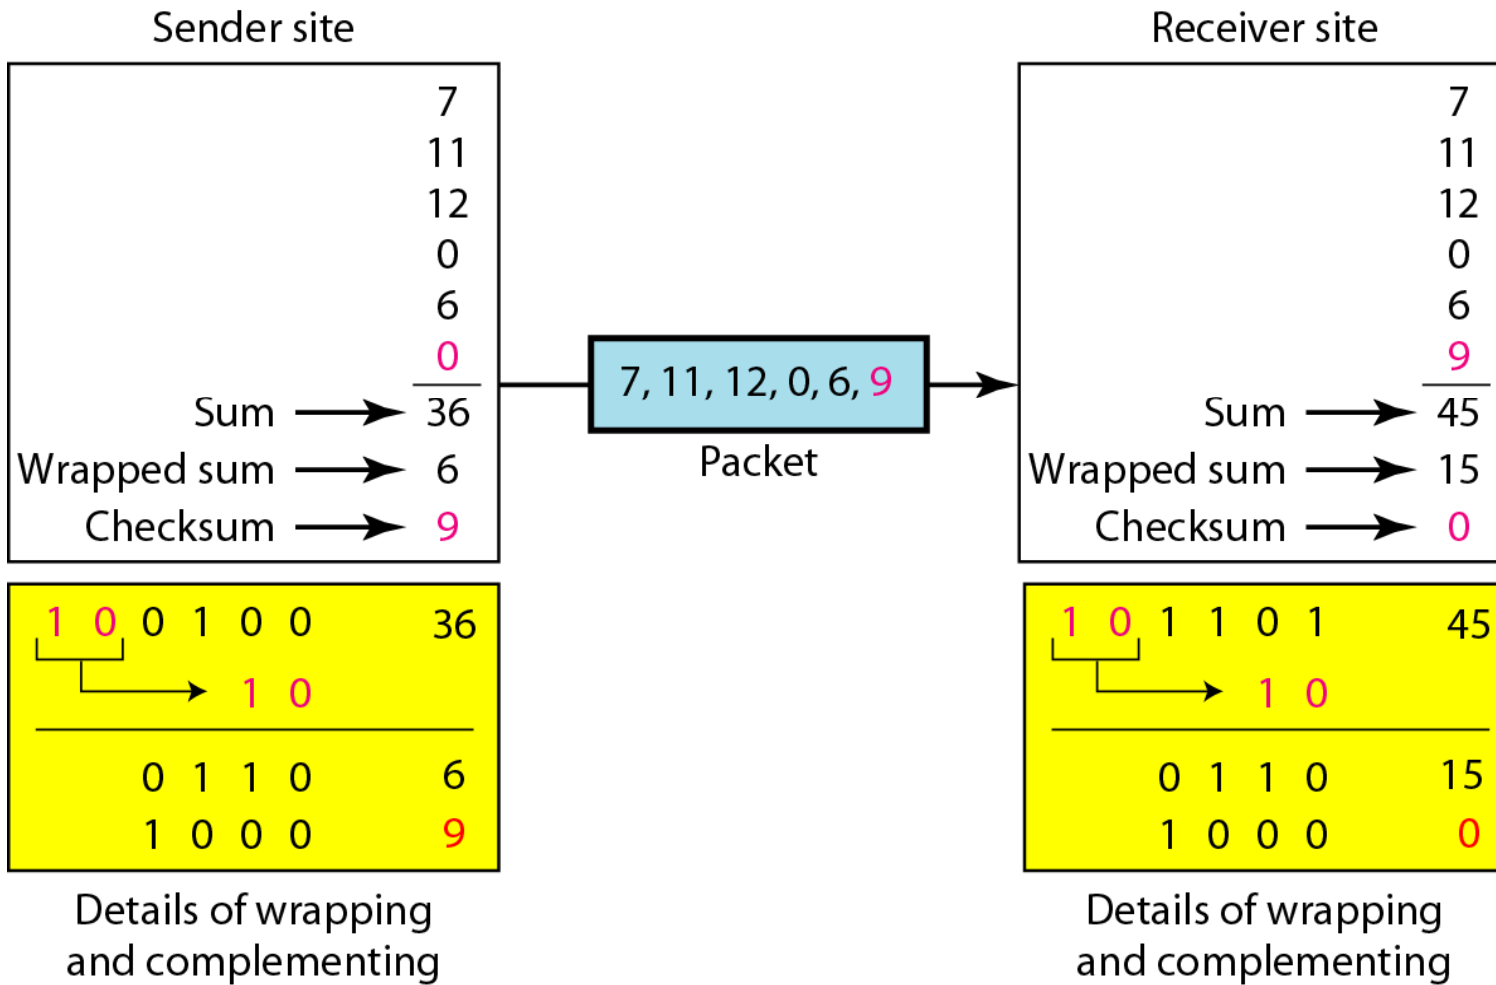 Sender site
7
11
12
0
6
0
Sum 36
Wrapped sum 6
Checksum 9
1 0 0 1 0 0 36
1 0
0 1 1 0 6
1 0 0 0 9
Details of wrapping
and complementing
7, 11, 12, 0, 6, 9
Packet
Receiver site
7
11
12
0
6
9
Sum 45
Wrapped sum 15
Checksum 0
1 0 1 1 0 1 45
1 0
0 1 1 0 15
1 0 0 0 0
Details of wrapping
and complementing